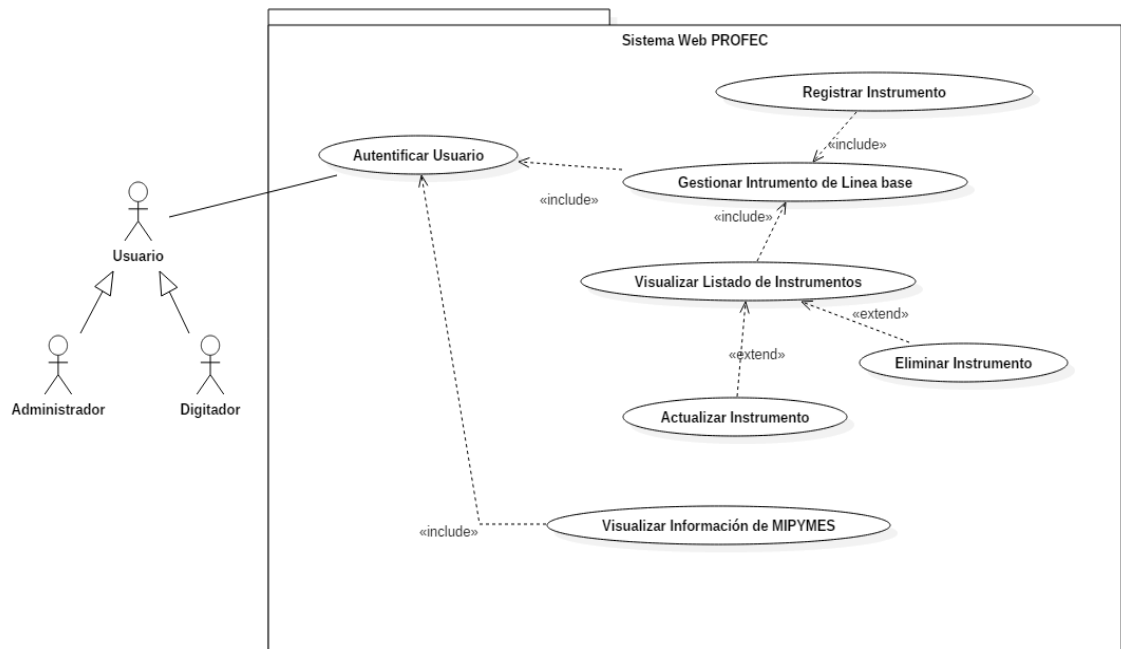 Sistema Web PROFEC
Registrar Instrumento
«include»
Autentificar Usuario
Gestionar Intrumento de Linea base
«include»
«include»
Usuario
Visualizar Listado de Instrumentos
«extend»
«extend»
Eliminar Instrumento
Administrador
Digitador
Actualizar Instrumento
«include»
Visualizar Información de MIPYMES